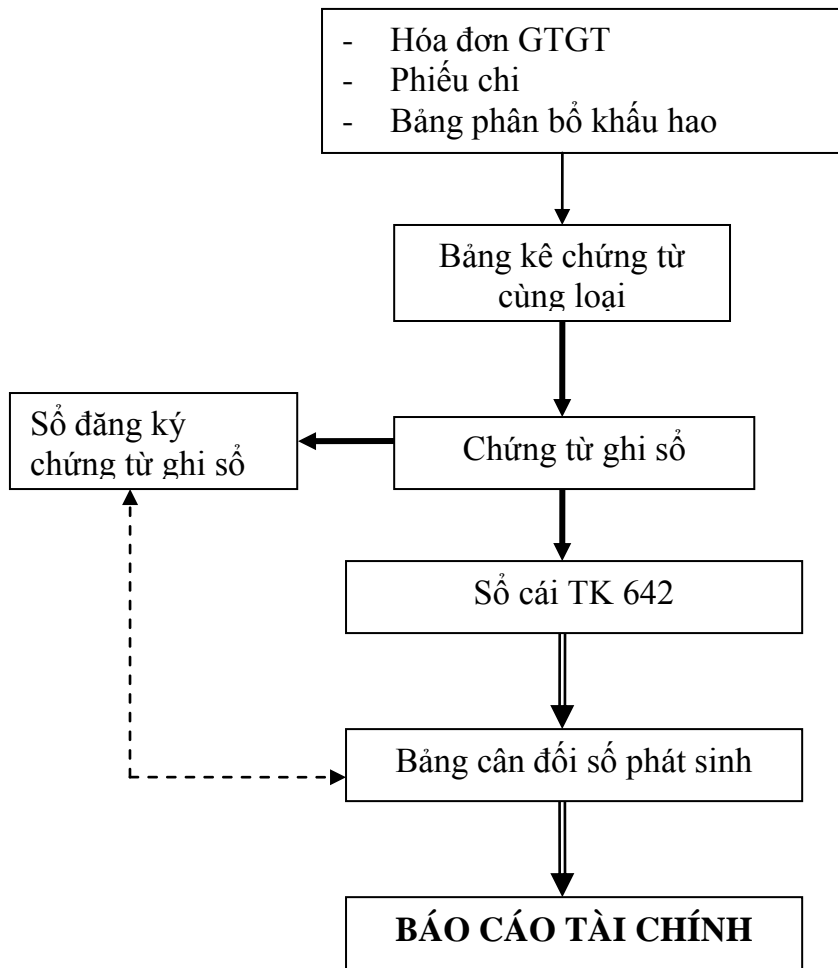 - Hóa đơn GTGT
- Phiếu chi
- Bảng phân bổ khấu hao
Bảng kê chứng từ
cùng loại
Sổ đăng ký
chứng từ ghi sổ
Chứng từ ghi sổ
Sổ cái TK 642
Bảng cân đối số phát sinh
BÁO CÁO TÀI CHÍNH